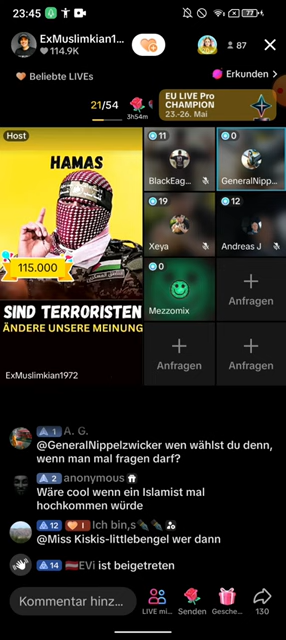 23:45
77
ExMuslimkian1...
114.9K
87
Beliebte LIVEs
Erkunden >
21/54
3h54m
EU LIVE Pro
CHAMPION
23.-26. Mai
Host
HAMAS
115.000
SIND TERRORISTEN
ÄNDERE UNSERE MEINUNG
ExMuslimkian1972
11
BlackEag...
0
GeneralNipp...
19
Xeya
12
Andreas J
0
Mezzomix
Anfragen
Anfragen
Anfragen
1 A. G.
@GeneralNippelzwicker wen wählst du denn,
wenn man mal fragen darf?
2 anonymous
Wäre cool wenn ein Islamist mal
hochkommen würde
12 I Ich bin,s
@Miss Kiskis-littlebengel wer dann
14 EVi ist beigetreten
Kommentar hinz...
LIVE mi...
Senden
Gesche...
130